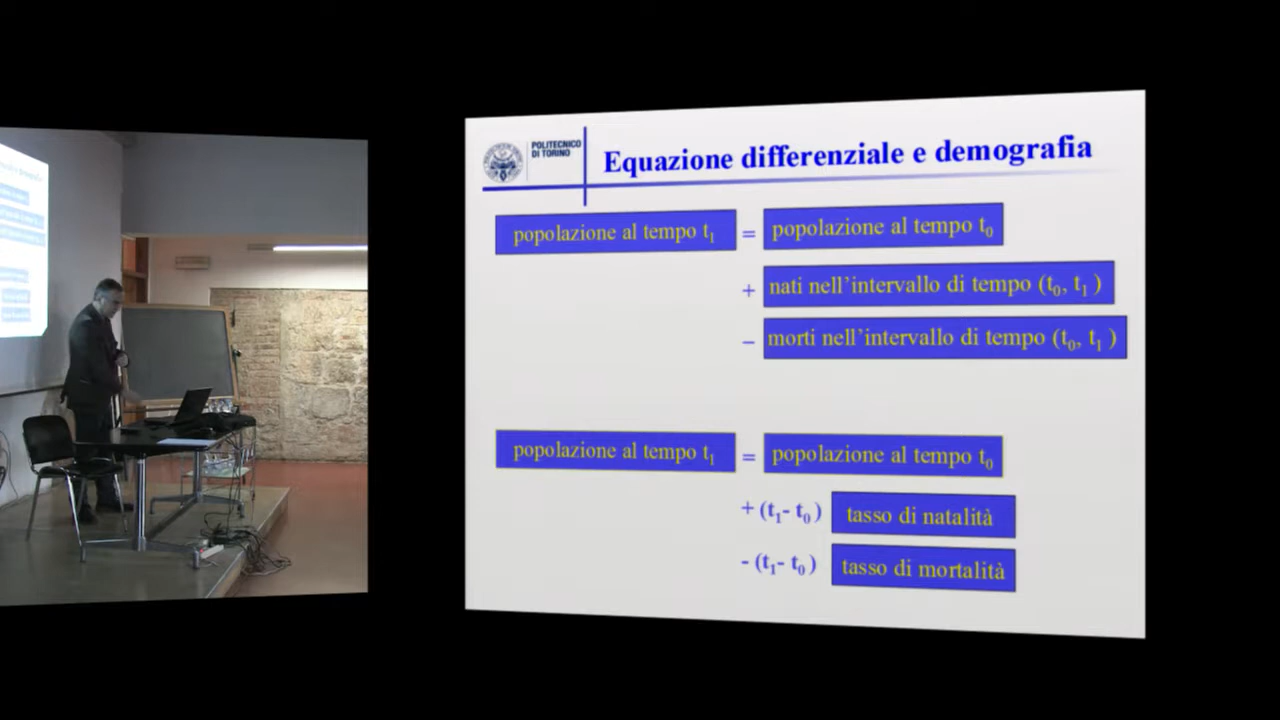 POLITECNICO
DI TORINO
Equazione differenziale e demografia
popolazione al tempo t₁ = popolazione al tempo t₀
+ nati nell'intervallo di tempo (t₀, t₁ )
– morti nell'intervallo di tempo (t₀, t₁ )
popolazione al tempo t₁ = popolazione al tempo t₀
+ (t₁- t₀ ) tasso di natalità
- (t₁- t₀ ) tasso di mortalità